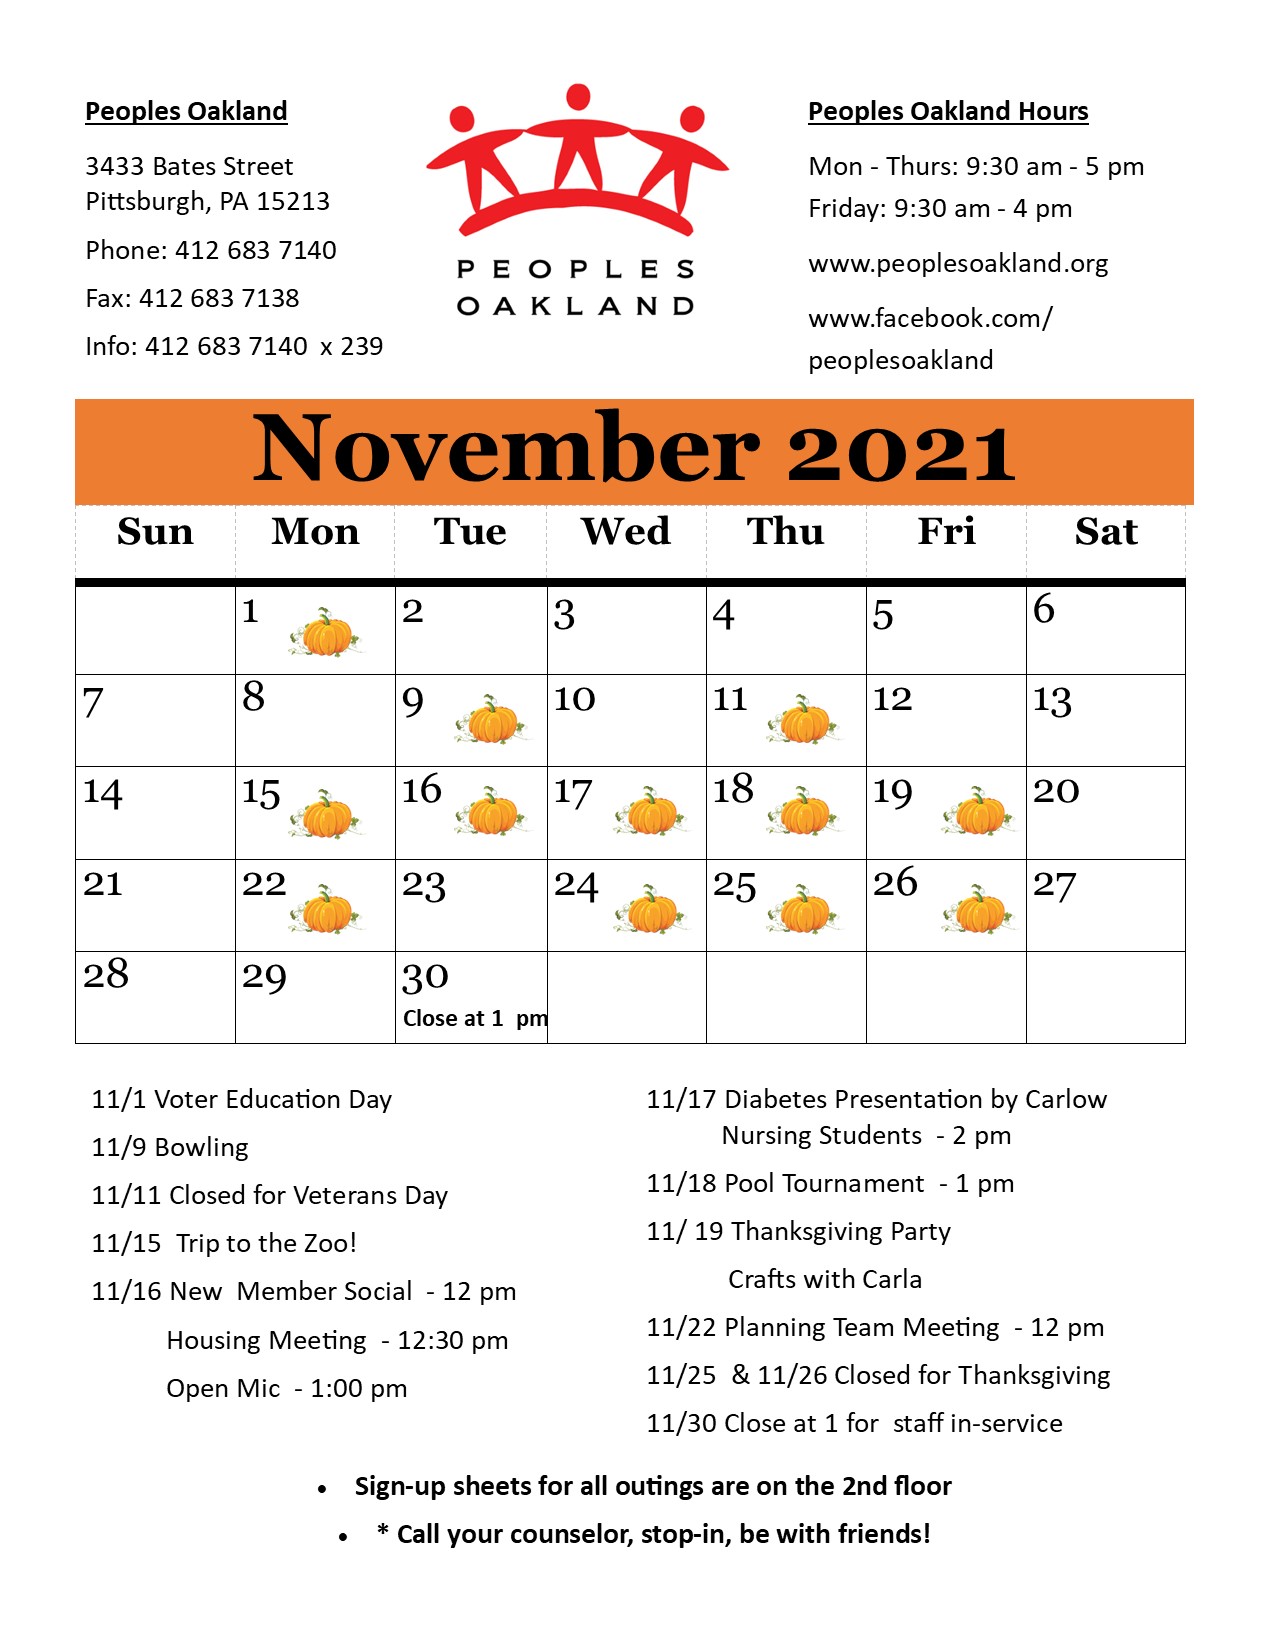 Peoples Oakland
3433 Bates Street
Pittsburgh, PA 15213
Phone: 412 683 7140
Fax: 412 683 7138
Info: 412 683 7140  x 239
PEOPLES
OAKLAND
Peoples Oakland Hours
Mon - Thurs: 9:30 am - 5 pm
Friday: 9:30 am - 4 pm
www.peoplesoakland.org
www.facebook.com/
peoplesoakland
November 2021
Sun Mon Tue Wed Thu Fri Sat
1 2 3 4 5 6
7 8 9 10 11 12 13
14 15 16 17 18 19 20
21 22 23 24 25 26 27
28 29 30
Close at 1  pm
11/1 Voter Education Day
11/9 Bowling
11/11 Closed for Veterans Day
11/15  Trip to the Zoo!
11/16 New  Member Social  - 12 pm
Housing Meeting  - 12:30 pm
Open Mic  - 1:00 pm
11/17 Diabetes Presentation by Carlow
Nursing Students  - 2 pm
11/18 Pool Tournament  - 1 pm
11/ 19 Thanksgiving Party
Crafts with Carla
11/22 Planning Team Meeting  - 12 pm
11/25  & 11/26 Closed for Thanksgiving
11/30 Close at 1 for  staff in-service
• Sign-up sheets for all outings are on the 2nd floor
• * Call your counselor, stop-in, be with friends!